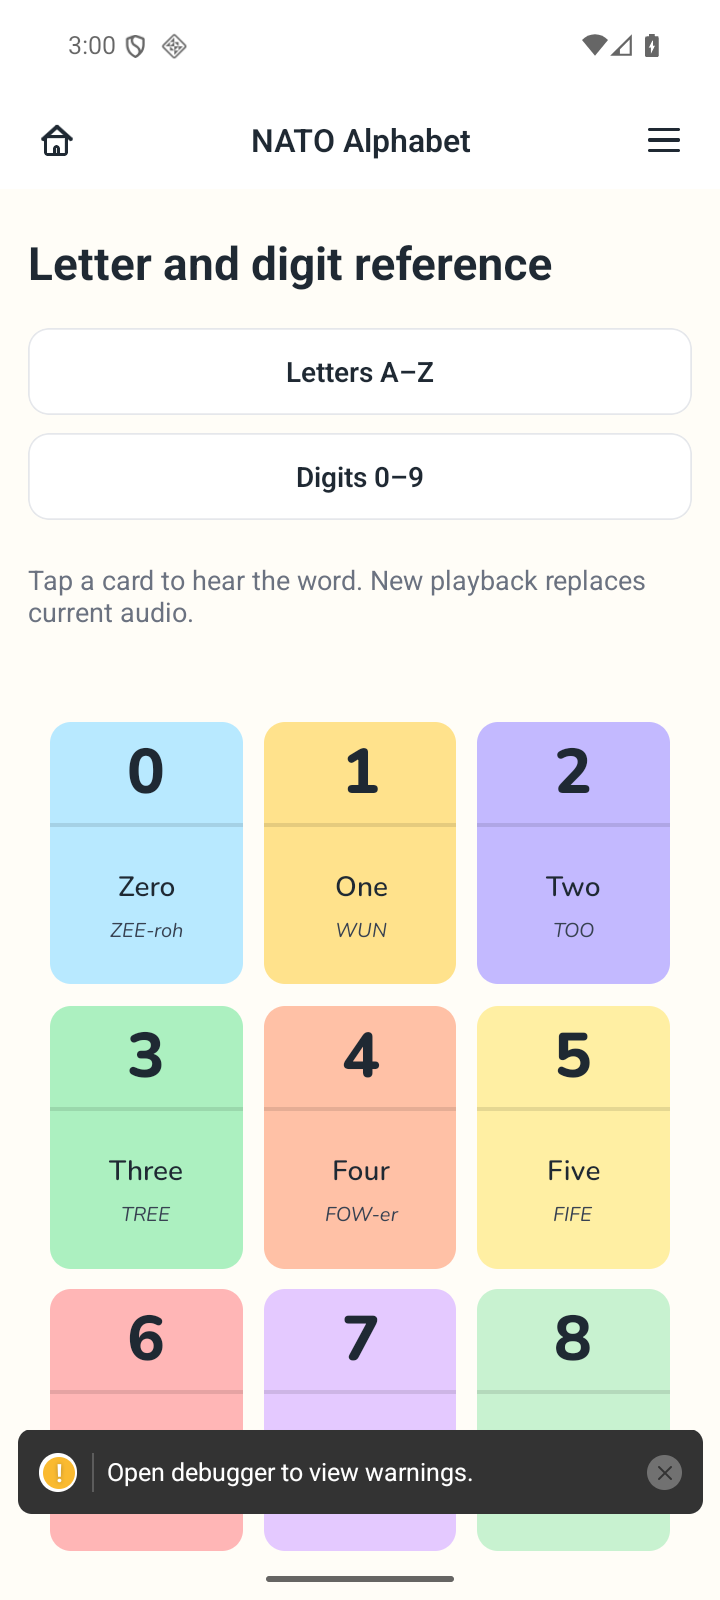 3:00
NATO Alphabet
Letter and digit reference
Letters A–Z
Digits 0–9
Tap a card to hear the word. New playback replaces
current audio.
0 1 2
Zero One Two
ZEE-roh WUN TOO
3 4 5
Three Four Five
TREE FOW-er FIFE
6 7 8
Open debugger to view warnings.